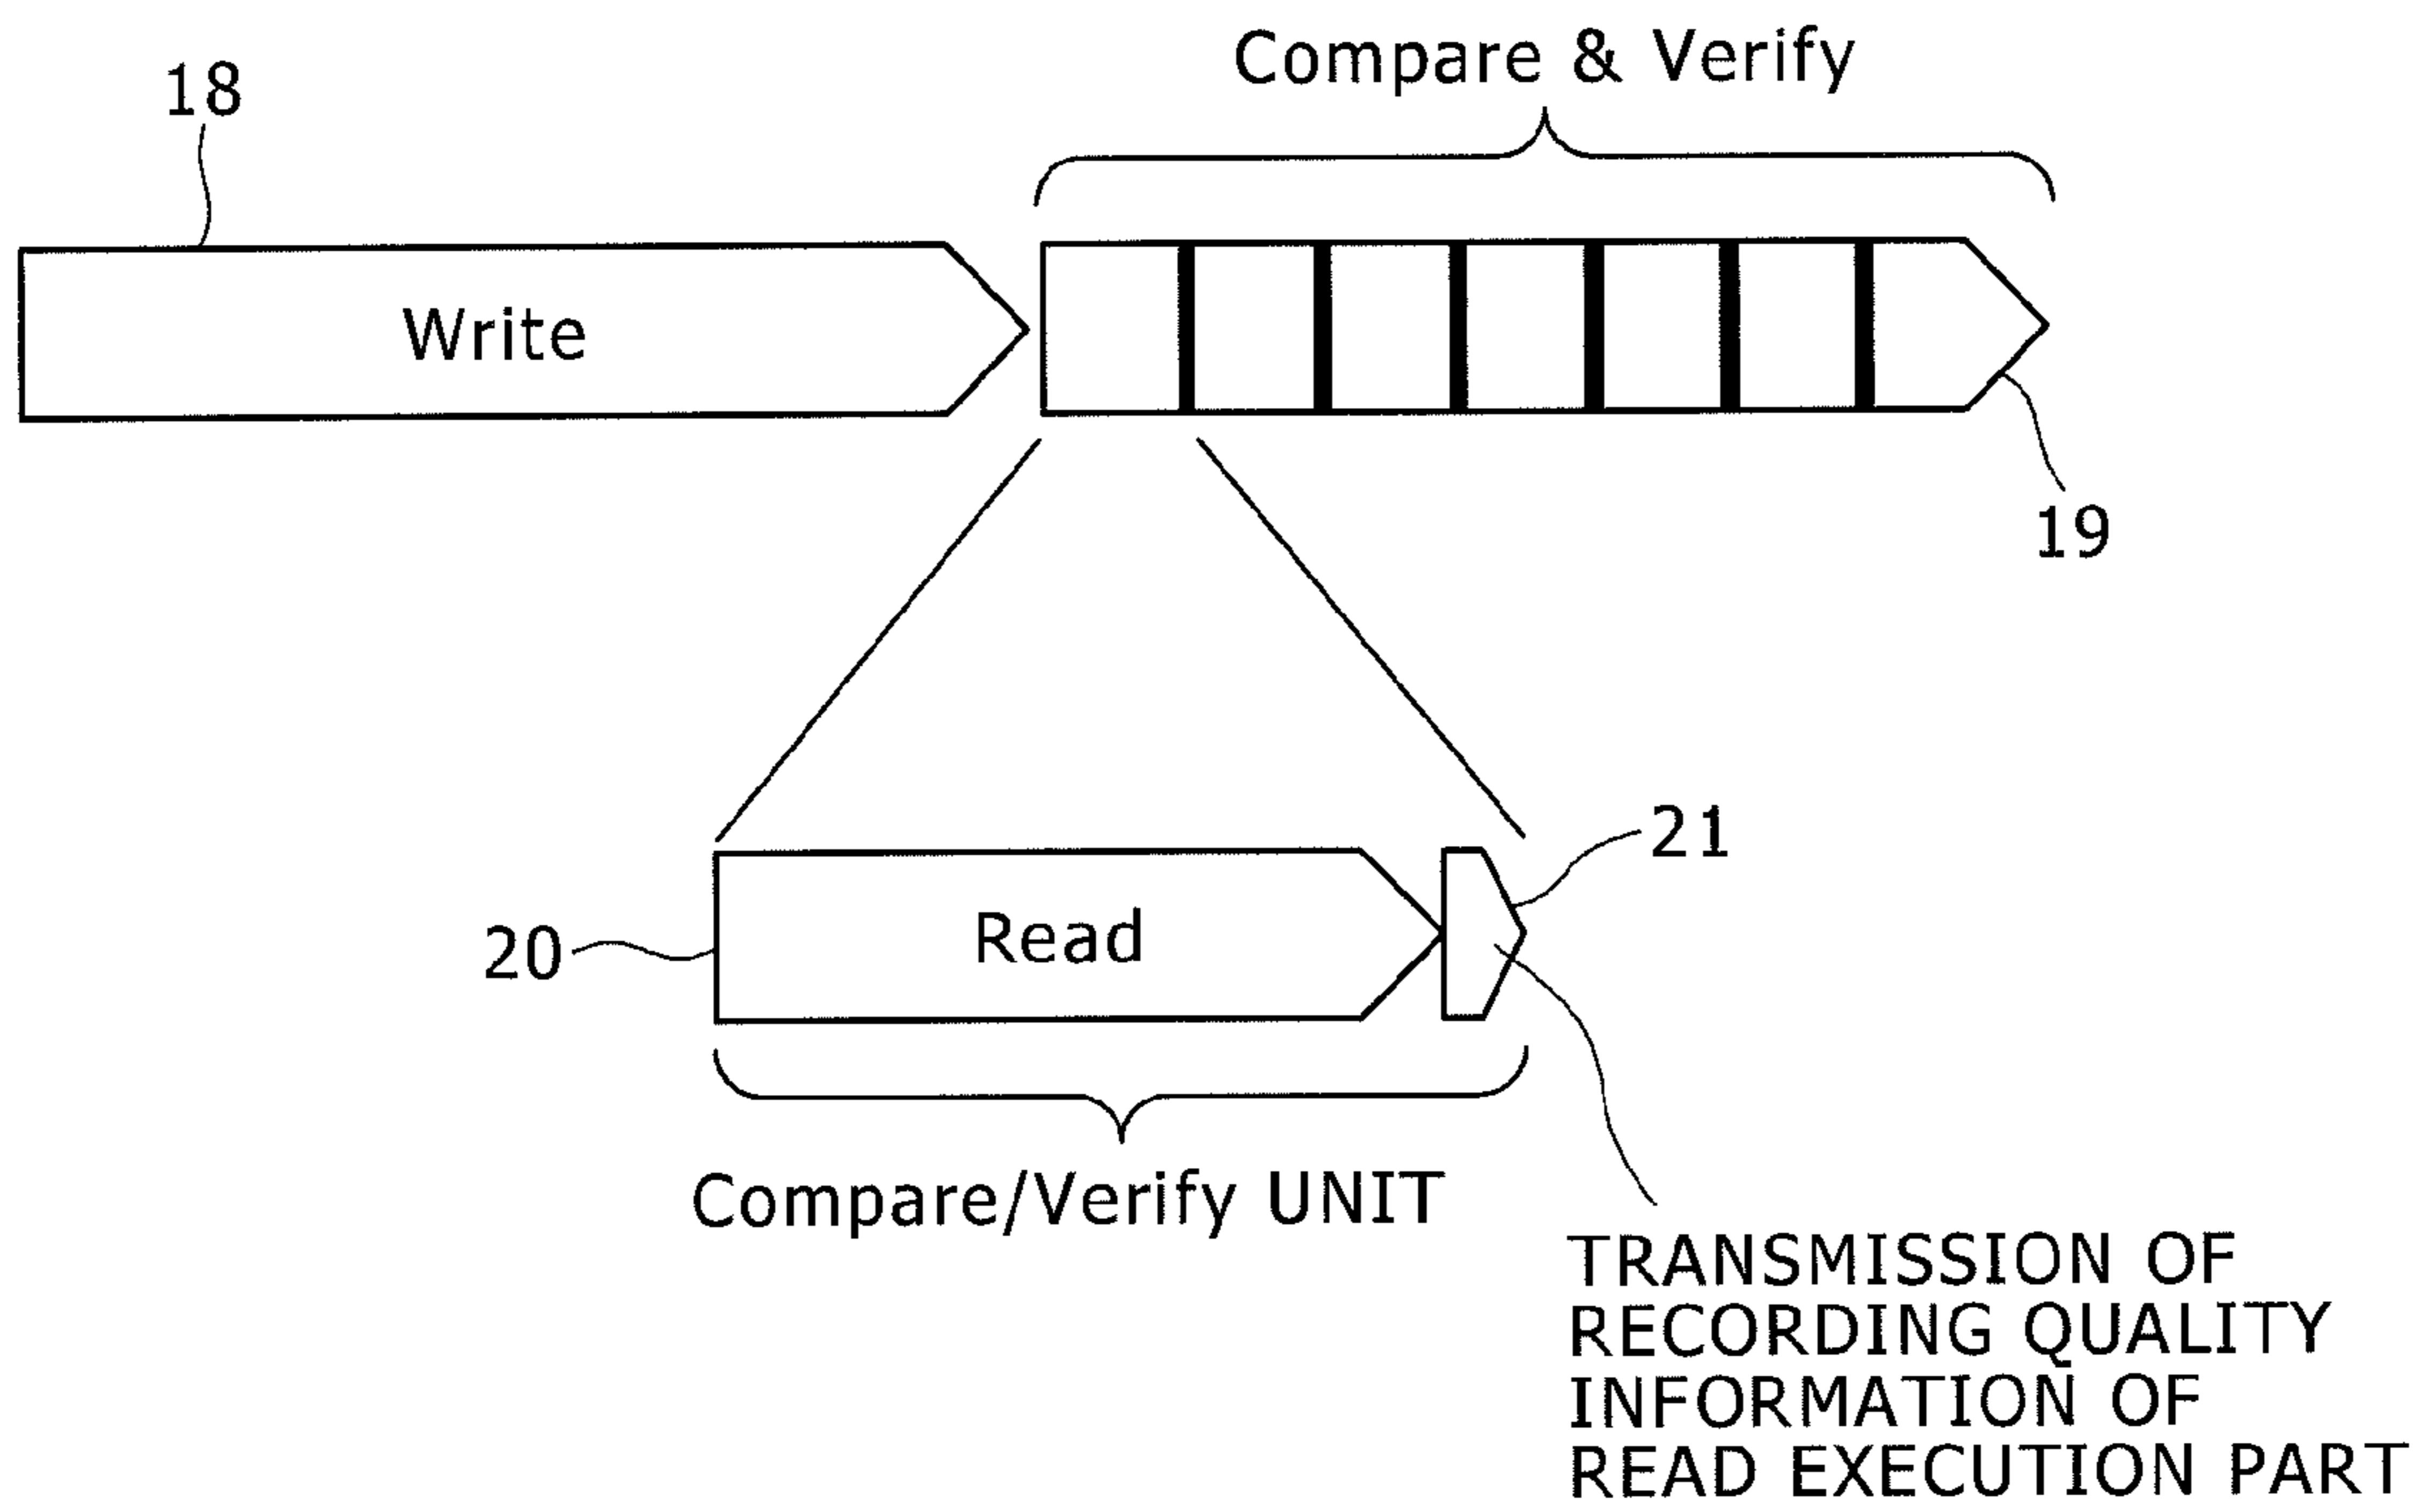 Compare & Verify
18
Write
19
21
20
Read
Compare/Verify UNIT
TRANSMISSION OF
RECORDING QUALITY
INFORMATION OF
READ EXECUTION PART